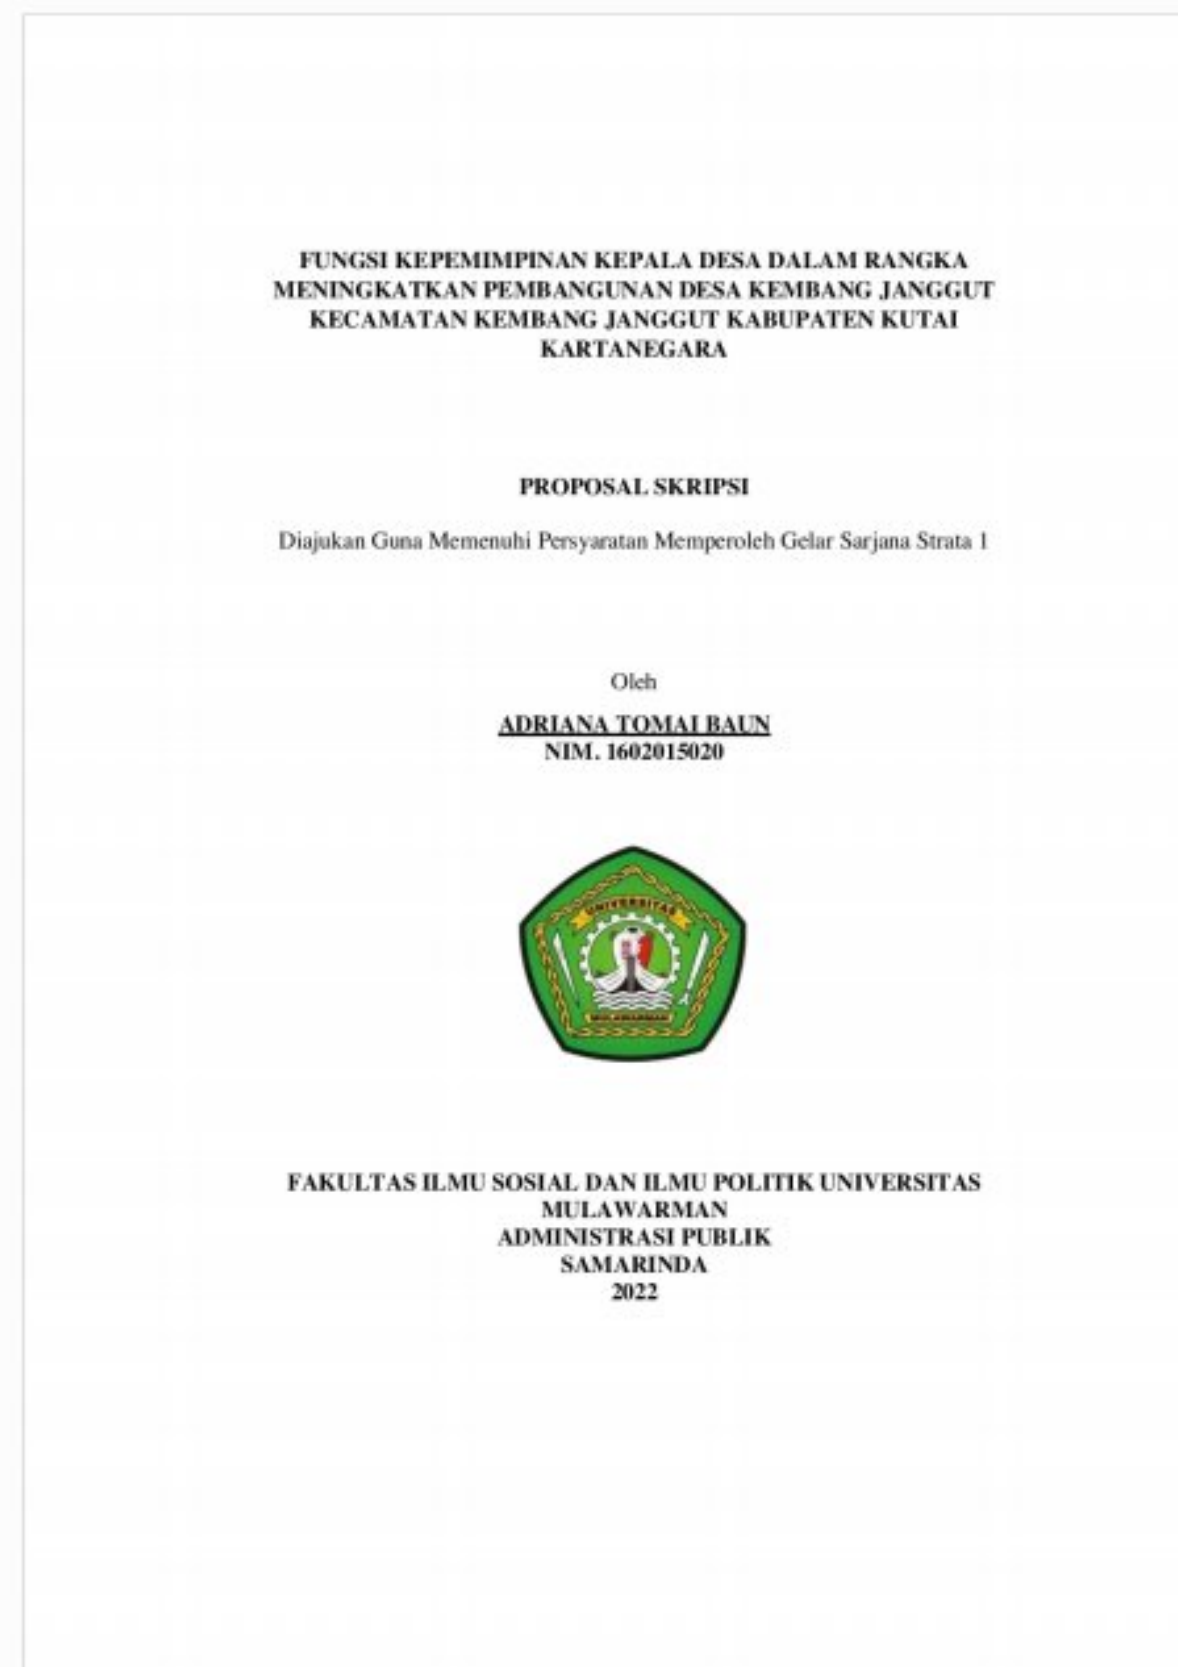 FUNGSI KEPEMIMPINAN KEPALA DESA DALAM RANGKA
MENINGKATKAN PEMBANGUNAN DESA KEMBANG JANGGUT
KECAMATAN KEMBANG JANGGUT KABUPATEN KUTAI
KARTANEGARA
PROPOSAL SKRIPSI
Diajukan Guna Memenuhi Persyaratan Memperoleh Gelar Sarjana Strata 1
Oleh
ADRIANA TOMAI BAUN
NIM. 1602015020
UNIVERSITAS
MULAWARMAN
FAKULTAS ILMU SOSIAL DAN ILMU POLITIK UNIVERSITAS
MULAWARMAN
ADMINISTRASI PUBLIK
SAMARINDA
2022